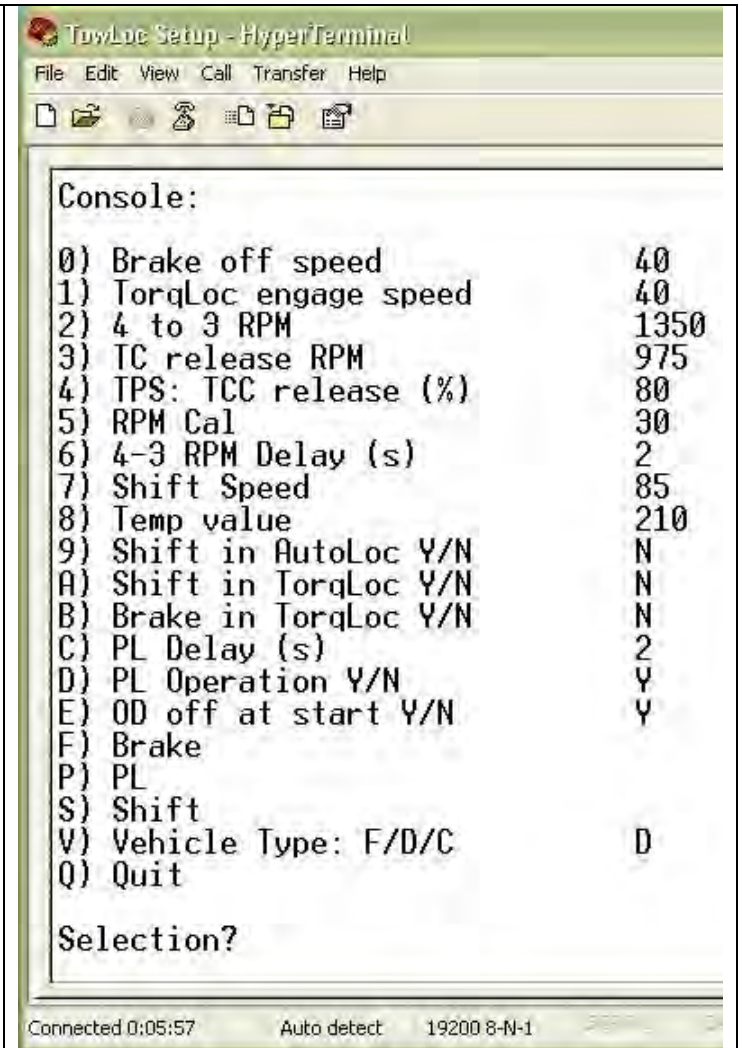 TowLoc Setup - HyperTerminal
File Edit View Call Transfer Help
Console:
0) Brake off speed 40
1) TorqLoc engage speed 40
2) 4 to 3 RPM 1350
3) TC release RPM 975
4) TPS: TCC release (%) 80
5) RPM Cal 30
6) 4-3 RPM Delay (s) 2
7) Shift Speed 85
8) Temp value 210
9) Shift in AutoLoc Y/N N
A) Shift in TorqLoc Y/N N
B) Brake in TorqLoc Y/N N
C) PL Delay (s) 2
D) PL Operation Y/N Y
E) OD off at start Y/N Y
F) Brake
P) PL
S) Shift
V) Vehicle Type: F/D/C D
Q) Quit
Selection?
Connected 0:05:57 Auto detect 19200 8-N-1